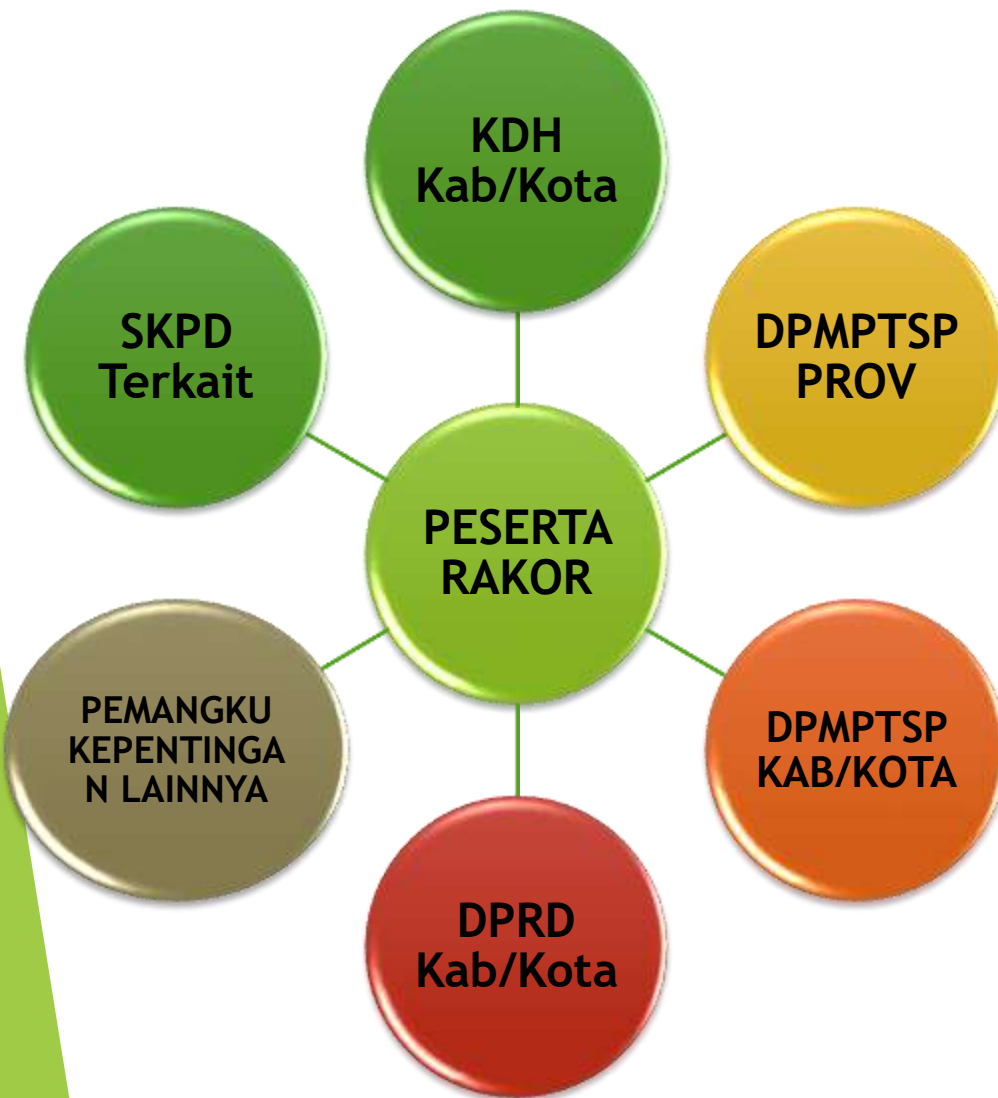 KDH
Kab/Kota
SKPD
Terkait
DPMPTSP
PROV
PESERTA
RAKOR
PEMANGKU
KEPENTINGA
N LAINNYA
DPMPTSP
KAB/KOTA
DPRD
Kab/Kota